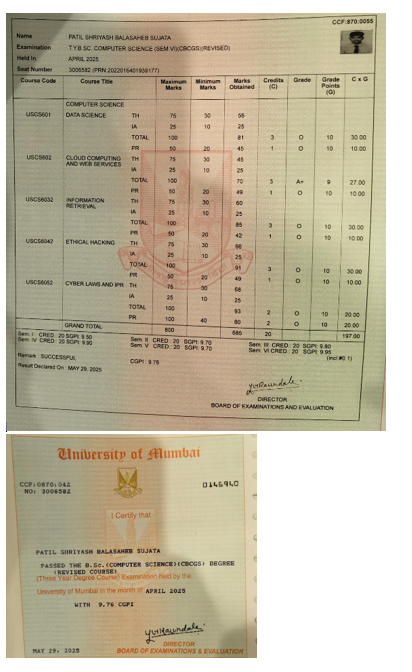 CCF:870:0055
Name PATIL SHRIYASH BALASAHEB SUJATA
Examination T.Y.B.SC. COMPUTER SCIENCE (SEM VI)(CBCGS)(REVISED)
Held In APRIL 2025
Seat Number 3006582 (PRN:2022016401939177)
Course Code Course Title Maximum Marks Minimum Marks Marks Obtained Credits (C) Grade Grade Points (G) C x G
COMPUTER SCIENCE
USCS601 DATA SCIENCE TH 75 30 56
IA 25 10 25
TOTAL 100 81 3 O 10 30.00
PR 50 20 45 1 O 10 10.00
USCS602 CLOUD COMPUTING AND WEB SERVICES TH 75 30 45
IA 25 10 25
TOTAL 100 70 3 A+ 9 27.00
PR 50 20 49 1 O 10 10.00
USCS6032 INFORMATION RETRIEVAL TH 75 30 60
IA 25 10 25
TOTAL 100 85 3 O 10 30.00
PR 50 20 42 1 O 10 10.00
USCS6042 ETHICAL HACKING TH 75 30 66
IA 25 10 25
TOTAL 100 91 3 O 10 30.00
PR 50 20 49 1 O 10 10.00
USCS6052 CYBER LAWS AND IPR TH 75 30 68
IA 25 10 25
TOTAL 100 93 2 O 10 20.00
PR 100 40 80 2 O 10 20.00
GRAND TOTAL 800 685 20 197.00
Sem. I CRED : 20 SGPI: 9.50 Sem. II CRED : 20 SGPI: 9.70 Sem. III CRED : 20 SGPI: 9.80
Sem. IV CRED : 20 SGPI: 9.90 Sem. V CRED : 20 SGPI: 9.70 Sem. VI CRED : 20 SGPI: 9.95
Remark : SUCCESSFUL CGPI : 9.76 (incl #0.1)
Result Declared On : MAY 29, 2025
DIRECTOR
BOARD OF EXAMINATIONS AND EVALUATION
University of Mumbai
CCF:0870:042
NO: 3006582
0146940
I Certify that
PATIL SHRIYASH BALASAHEB SUJATA
PASSED THE B.Sc.(COMPUTER SCIENCE)(CBCGS) DEGREE
(REVISED COURSE)
(Three Year Degree Course) Examination held by the
University of Mumbai in the month of APRIL 2025
WITH 9.76 CGPI
DIRECTOR
MAY 29, 2025 BOARD OF EXAMINATIONS & EVALUATION